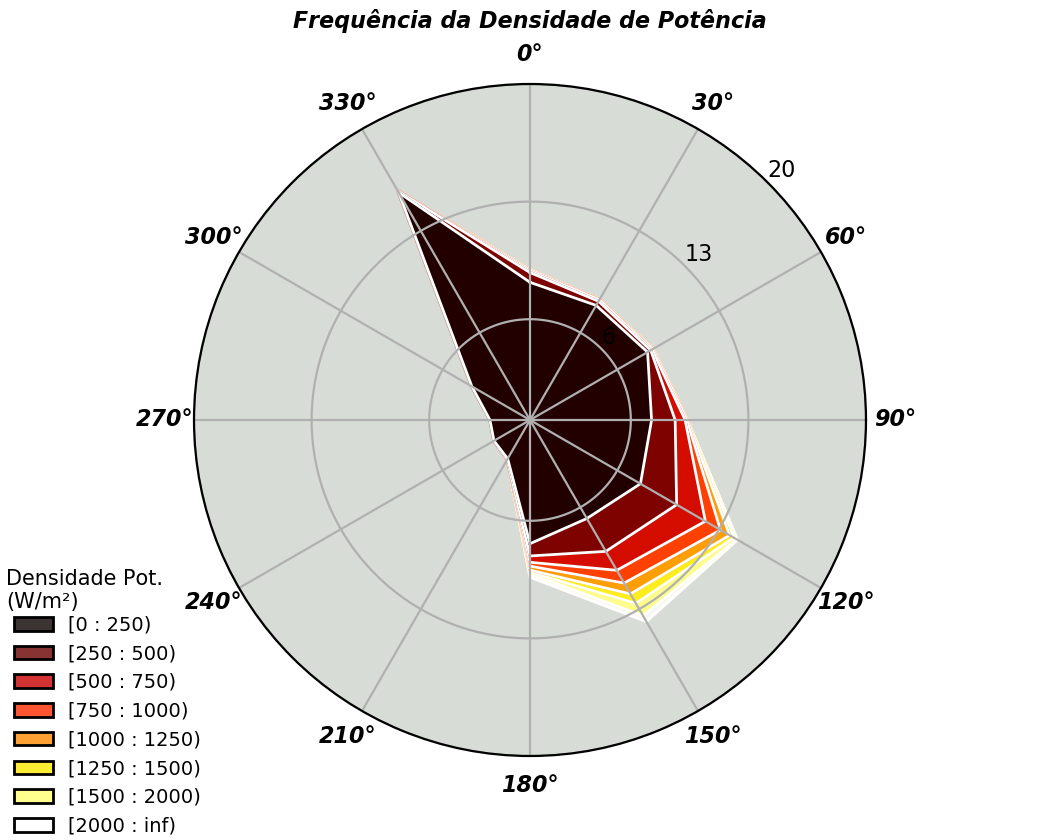 Frequência da Densidade de Potência
0°
330°
30°
20
300°
60°
13
6
270°
90°
240°
120°
210°
150°
180°
Densidade Pot.
(W/m²)
[0 : 250)
[250 : 500)
[500 : 750)
[750 : 1000)
[1000 : 1250)
[1250 : 1500)
[1500 : 2000)
[2000 : inf)